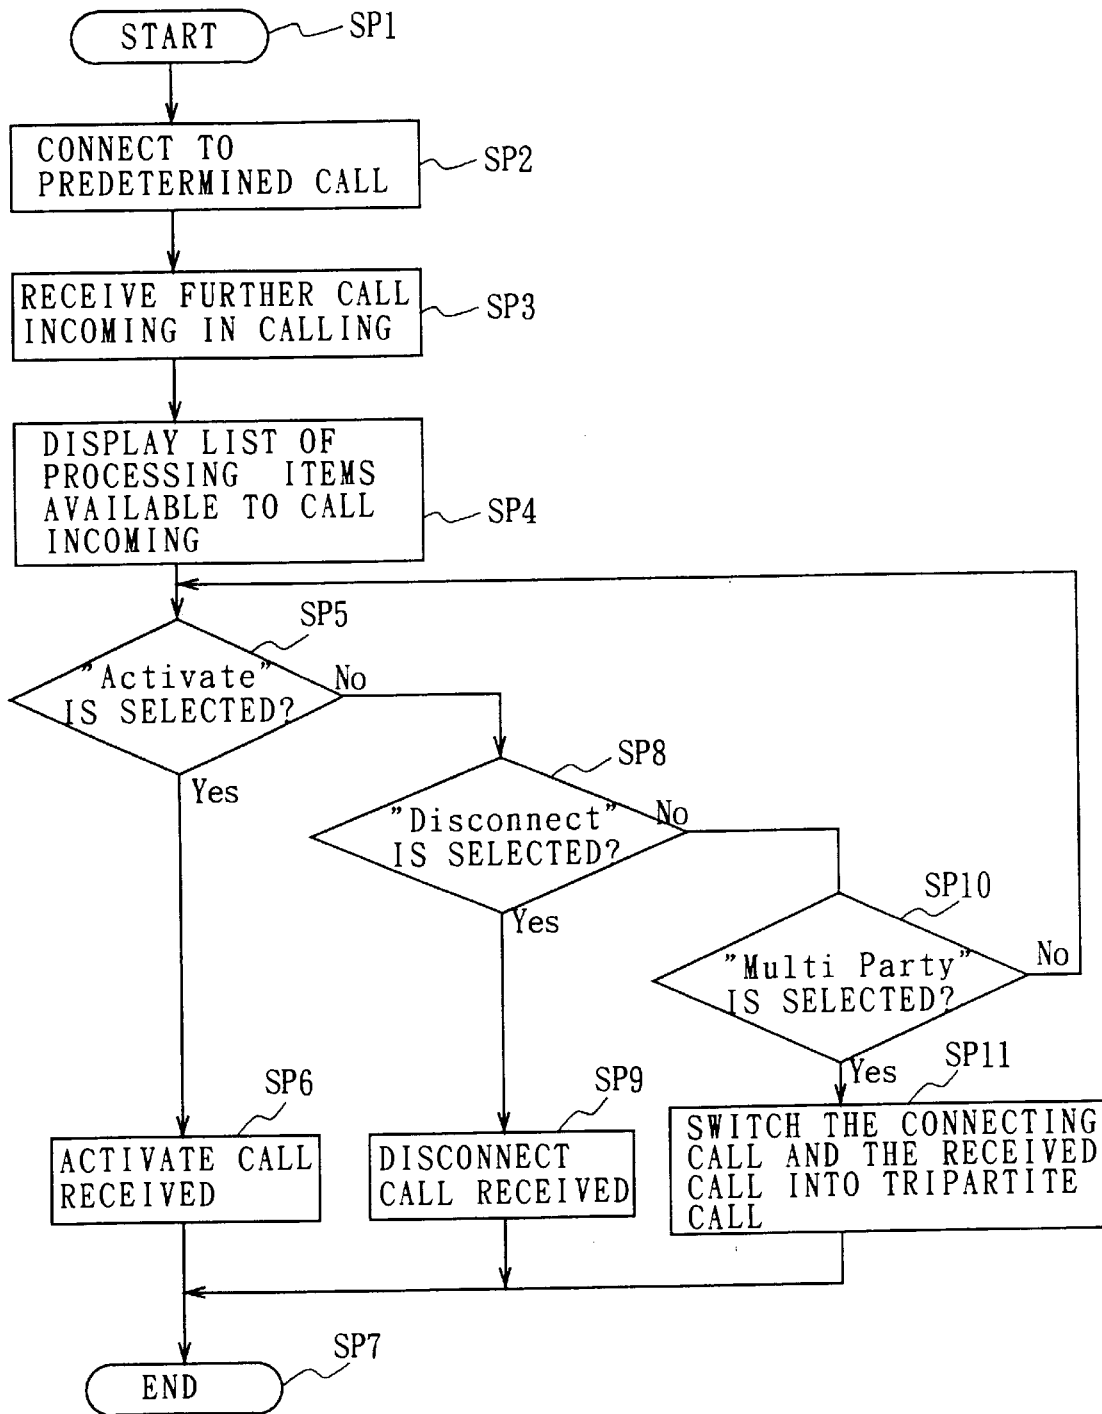 START
SP1
CONNECT TO
PREDETERMINED CALL
SP2
RECEIVE FURTHER CALL
INCOMING IN CALLING
SP3
DISPLAY LIST OF
PROCESSING ITEMS
AVAILABLE TO CALL
INCOMING
SP4
SP5
"Activate"
IS SELECTED?
No
Yes
SP8
"Disconnect"
IS SELECTED?
No
Yes
SP10
"Multi Party"
IS SELECTED?
No
Yes
SP6
ACTIVATE CALL
RECEIVED
SP9
DISCONNECT
CALL RECEIVED
SP11
SWITCH THE CONNECTING
CALL AND THE RECEIVED
CALL INTO TRIPARTITE
CALL
SP7
END